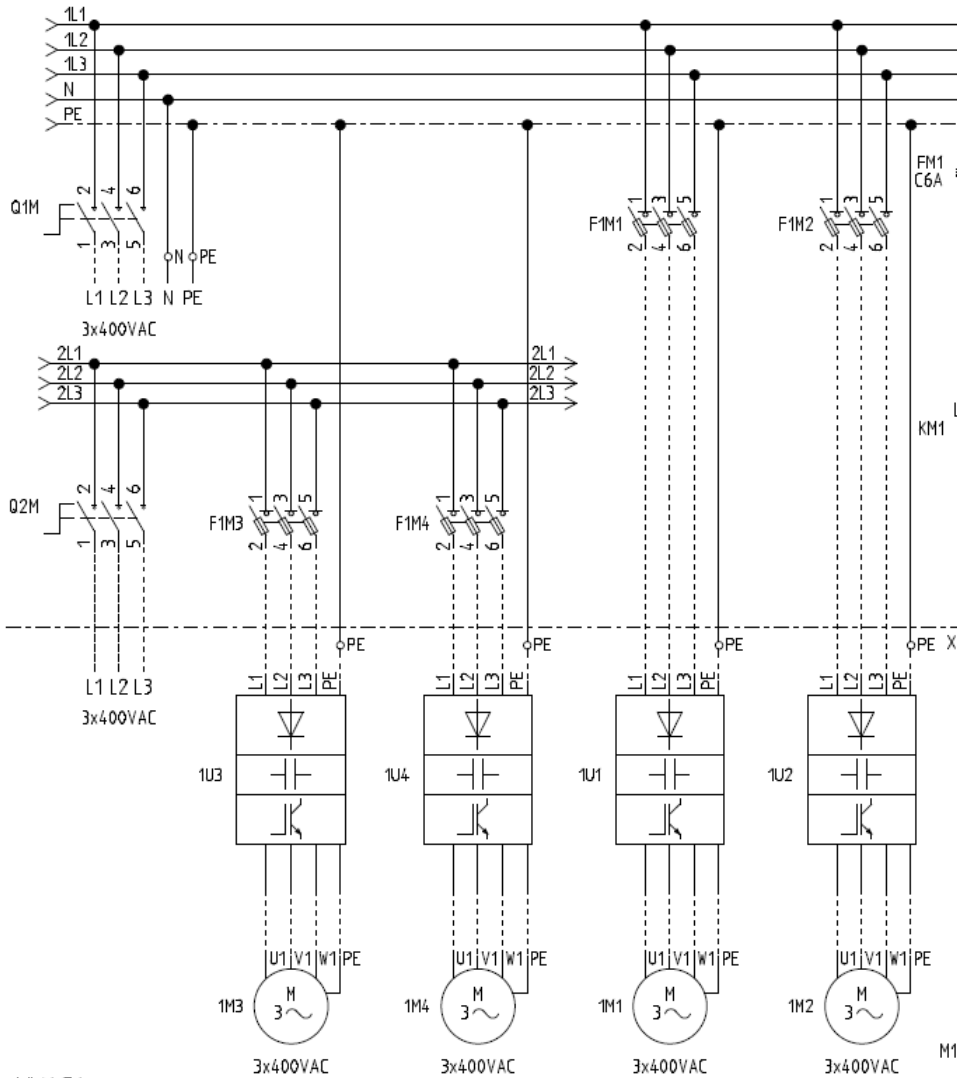 1L1
1L2
1L3
N
PE
FM1
C6A
Q1M
2 4 6
1 3 5
N PE
L1 L2 L3 N PE
3x400VAC
F1M1
1 3 5
2 4 6
F1M2
1 3 5
2 4 6
2L1 2L1
2L2 2L2
2L3 2L3
KM1
L
Q2M
2 4 6
1 3 5
F1M3
1 3 5
2 4 6
F1M4
1 3 5
2 4 6
PE PE PE PE X
L1 L2 L3
3x400VAC
L1 L2 L3 PE L1 L2 L3 PE L1 L2 L3 PE L1 L2 L3 PE
1U3 1U4 1U1 1U2
U1 V1 W1 PE U1 V1 W1 PE U1 V1 W1 PE U1 V1 W1 PE
1M3 M 1M4 M 1M1 M 1M2 M
3 3 3 3
M1
3x400VAC 3x400VAC 3x400VAC 3x400VAC